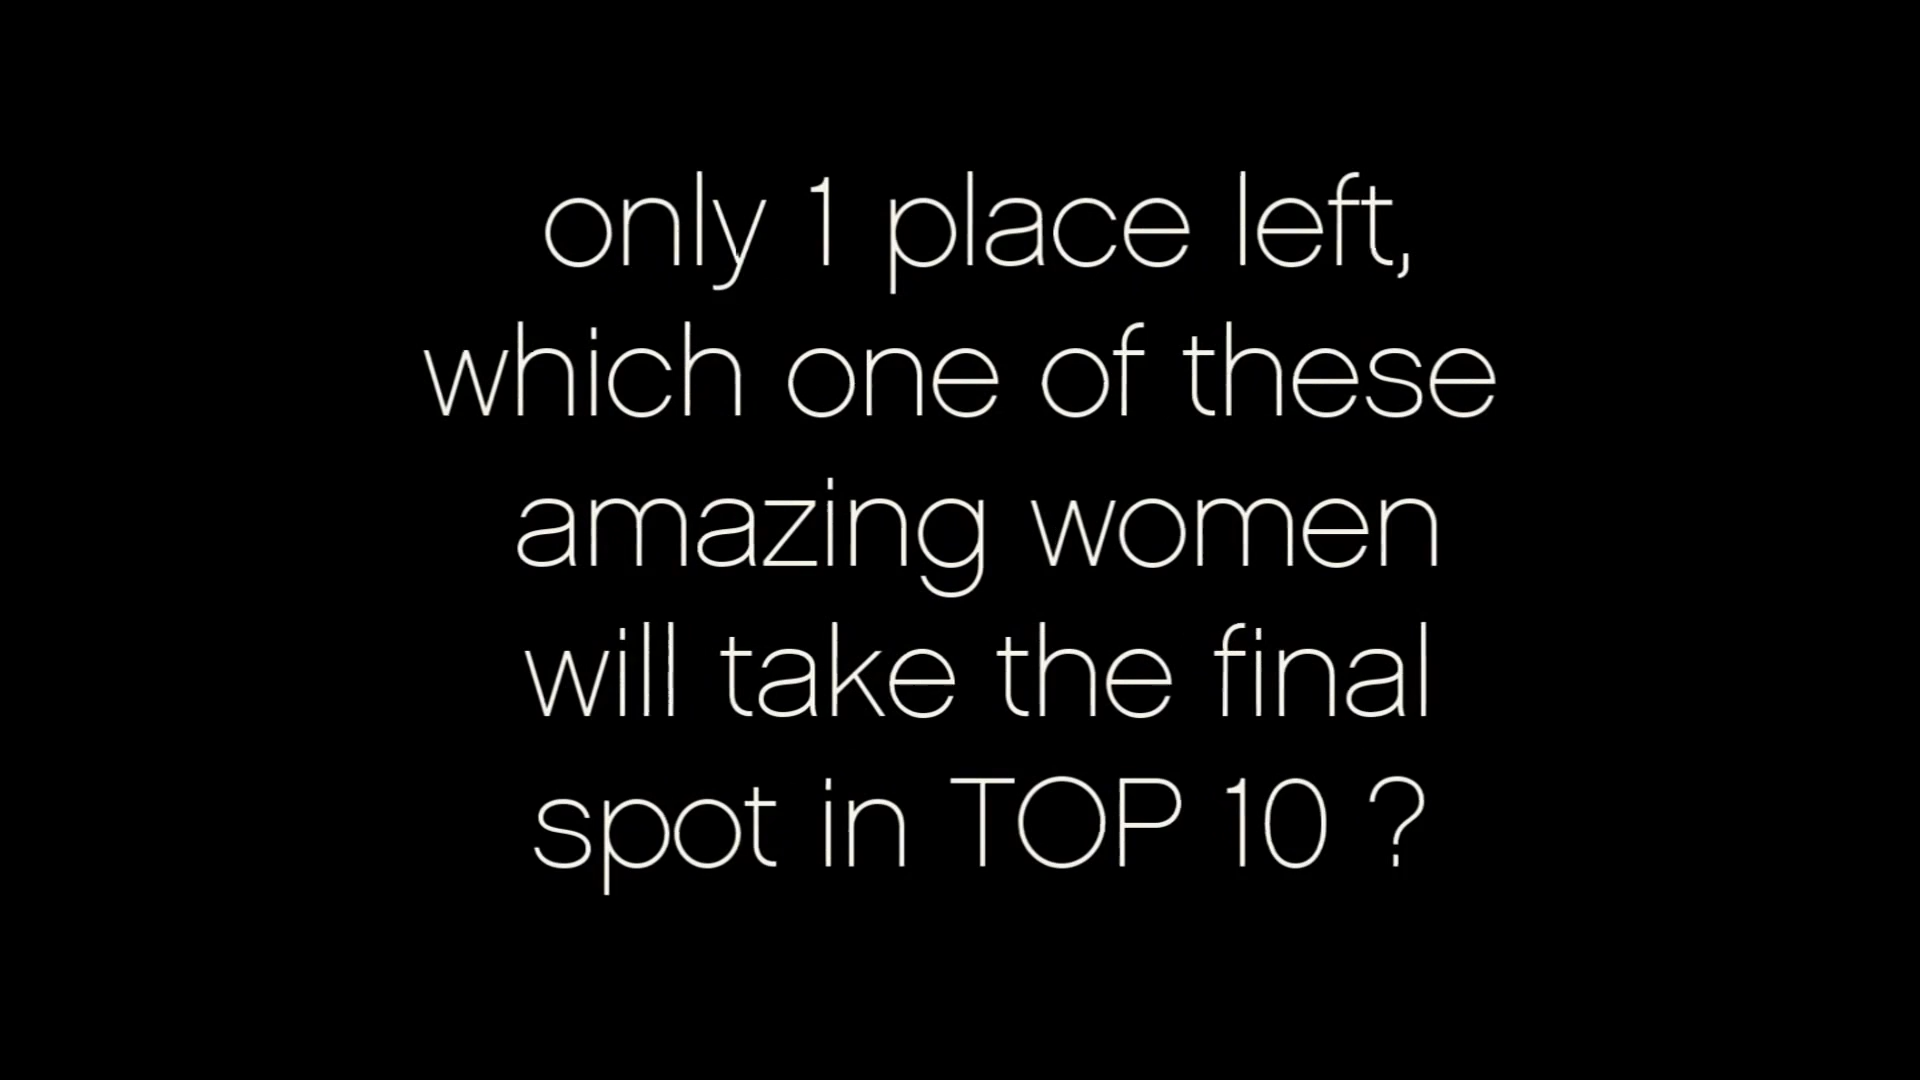 only 1 place left,
which one of these
amazing women
will take the final
spot in TOP 10 ?